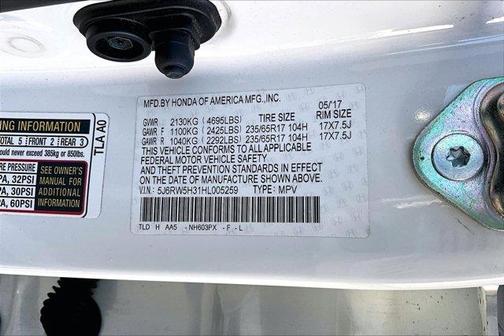 MFD.BY HONDA OF AMERICA MFG.,INC. 05/17
TIRE SIZE RIM SIZE
GVWR 2130KG (4695LBS)
GAWR F 1100KG (2425LBS) 235/65R17 104H 17X7.5J
GAWR R 1040KG (2292LBS) 235/65R17 104H 17X7.5J
THIS VEHICLE CONFORMS TO ALL APPLICABLE
FEDERAL MOTOR VEHICLE SAFETY
AND THEFT PREVENTION STANDARDS IN EFFECT
ON THE DATE OF MANUFACTURE SHOWN ABOVE.
V.I.N.: 5J6RW5H31HL005259 TYPE: MPV
TLD H AA5 - NH603PX - F - L
TLA A0
ING INFORMATION
TOTAL 5 FRONT 2 REAR 3
ould never exceed 385kg or 850lbs.
PRESSURE
PA, 32PSI
PA, 30PSI
PA, 60PSI
SEE OWNER'S
MANUAL FOR
ADDITIONAL
INFORMATION